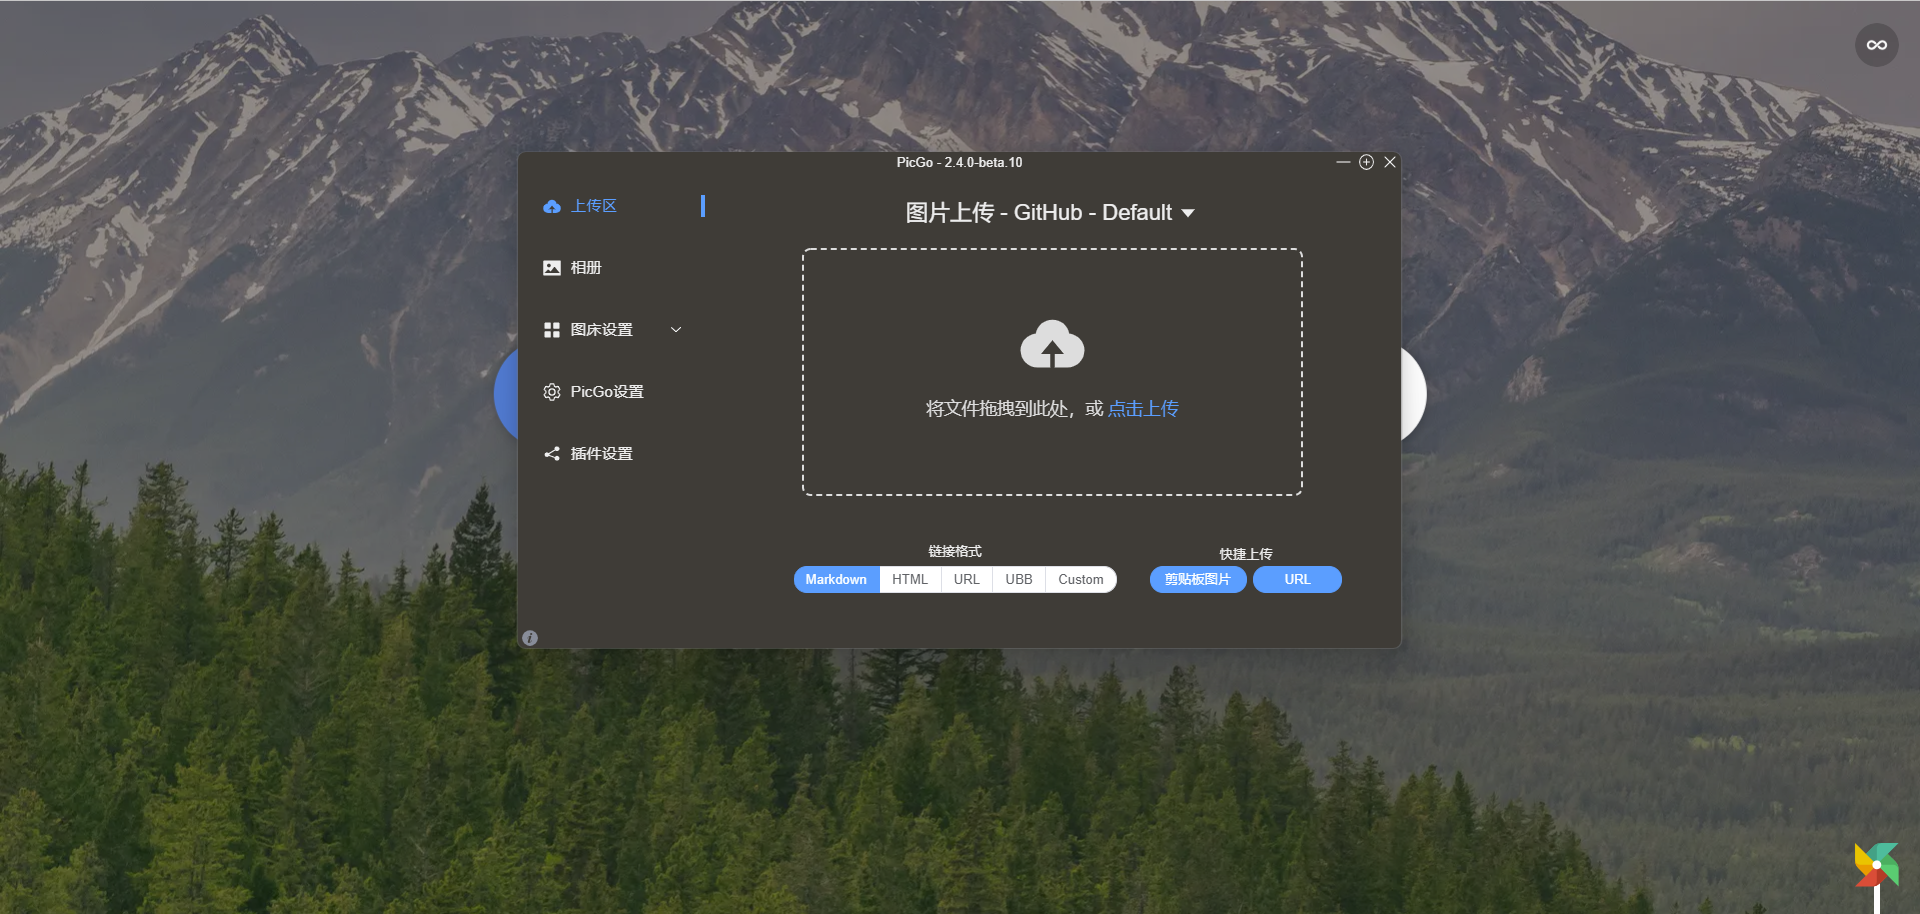 PicGo - 2.4.0-beta.10
上传区
相册
图床设置
PicGo设置
插件设置
图片上传 - GitHub - Default
将文件拖拽到此处，或 点击上传
链接格式
Markdown HTML URL UBB Custom
快捷上传
剪贴板图片 URL